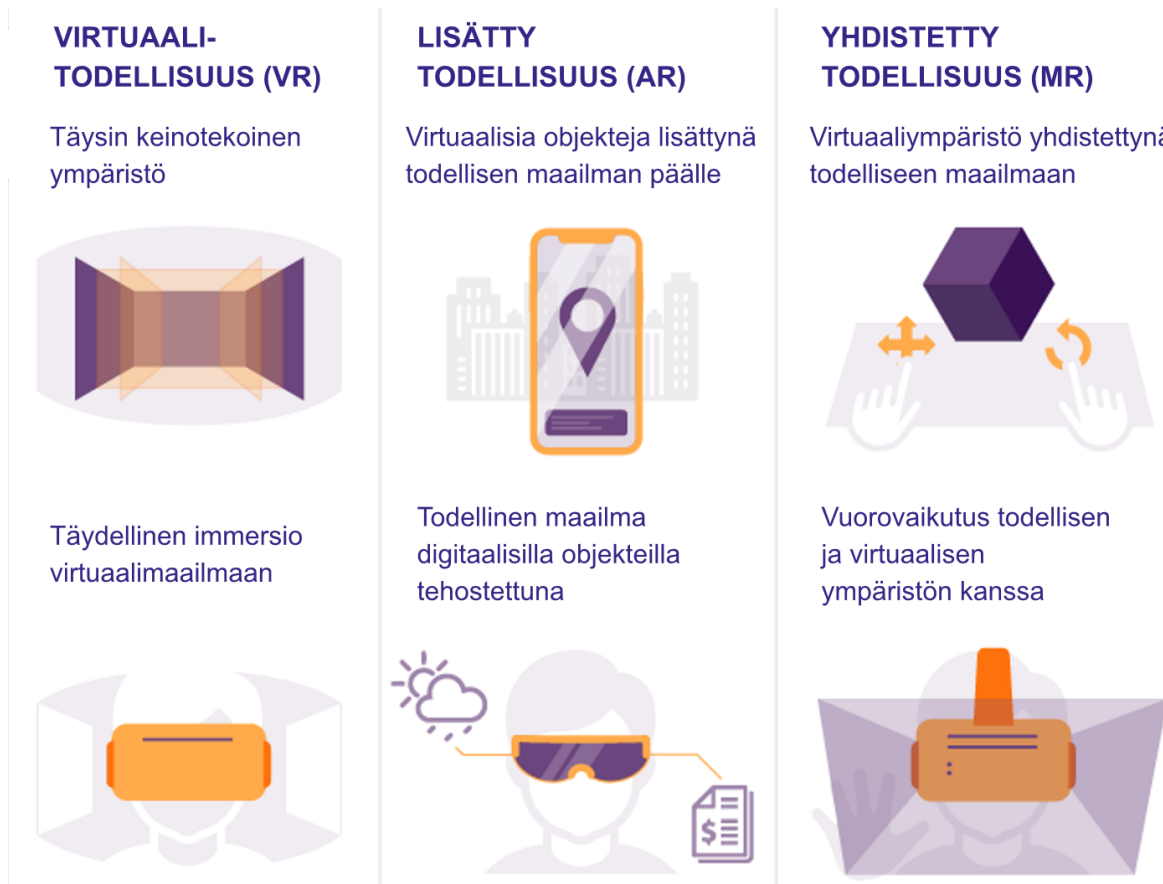 VIRTUAALI-
TODELLISUUS (VR)
Täysin keinotekoinen
ympäristö
Täydellinen immersio
virtuaalimaailmaan
LISÄTTY
TODELLISUUS (AR)
Virtuaalisia objekteja lisättynä
todellisen maailman päälle
Todellinen maailma
digitaalisilla objekteilla
tehostettuna
$
YHDISTETTY
TODELLISUUS (MR)
Virtuaaliympäristö yhdistettynä
todelliseen maailmaan
Vuorovaikutus todellisen
ja virtuaalisen
ympäristön kanssa